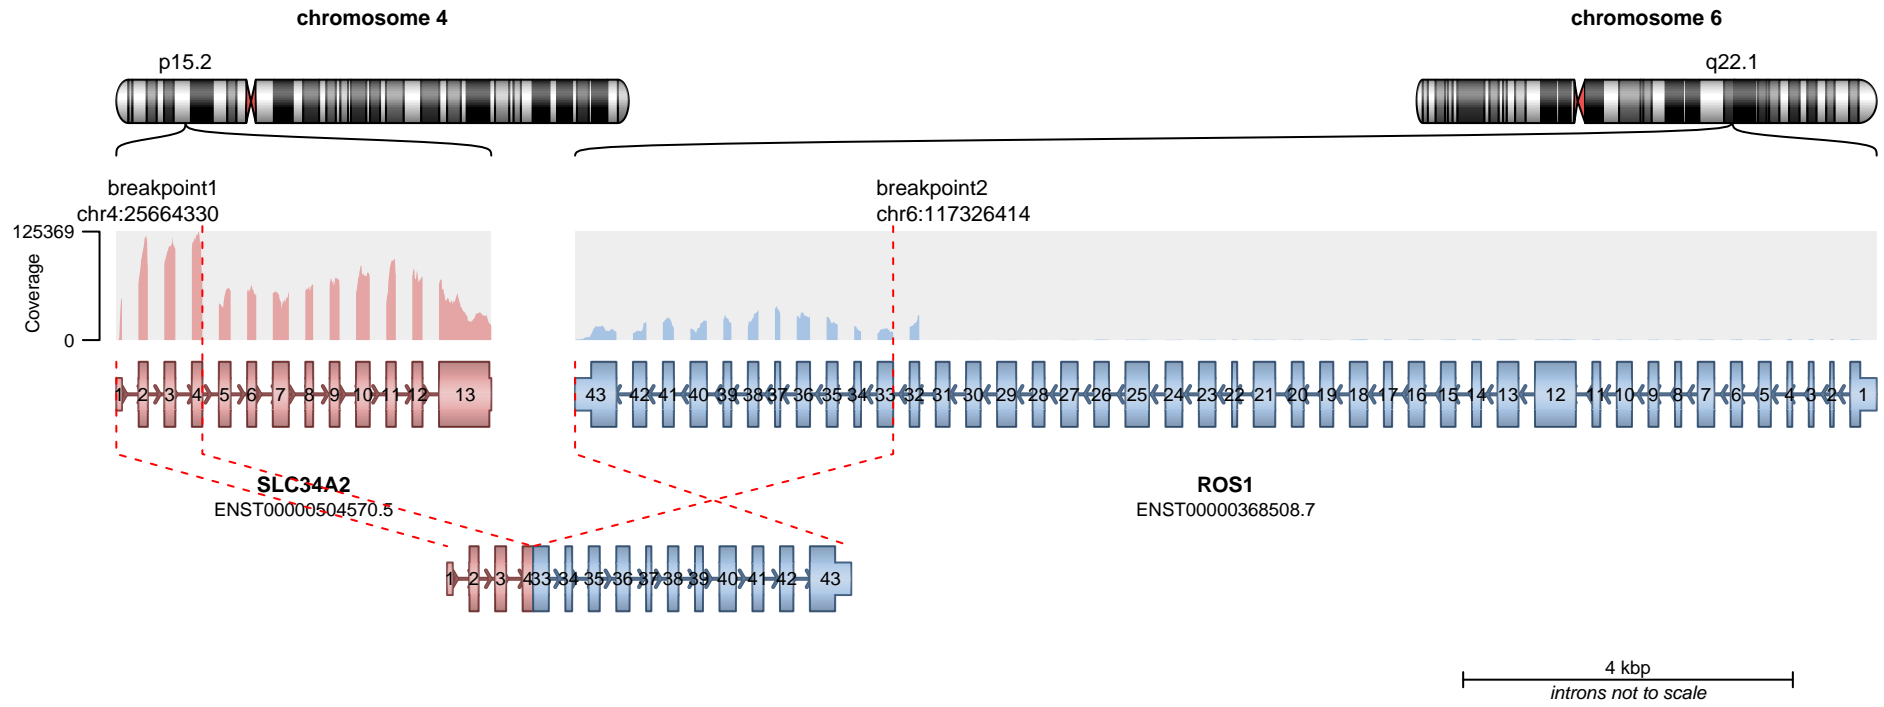 chromosome 4
chromosome 6
p15.2
q22.1
breakpoint1
chr4:25664330
breakpoint2
chr6:117326414
125369
Coverage
0
1 2 3 4 5 6 7 8 9 10 11 12 13
43 42 41 40 39 38 37 36 35 34 33 32 31 30 29 28 27 26 25 24 23 22 21 20 19 18 17 16 15 14 13 12 11 10 9 8 7 6 5 4 3 2 1
SLC34A2
ENST00000504570.5
ROS1
ENST00000368508.7
1 2 3 4 33 34 35 36 37 38 39 40 41 42 43
4 kbp
introns not to scale